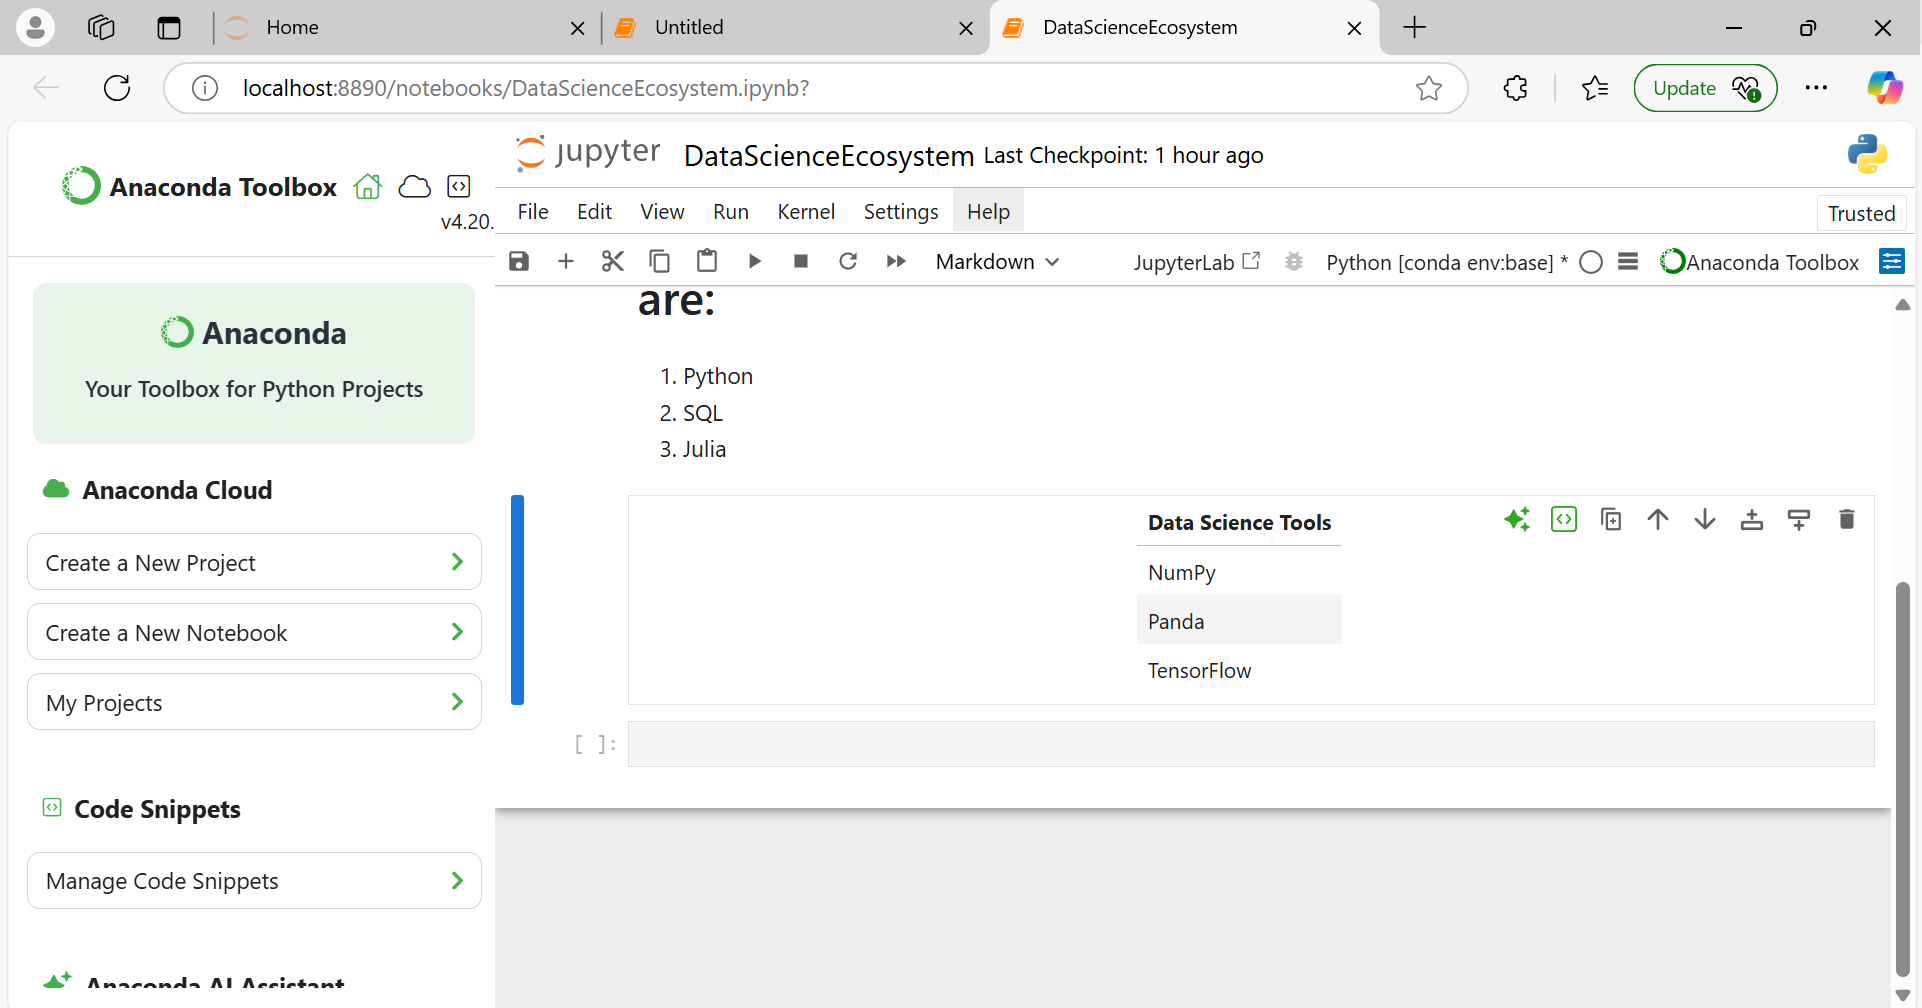 Home
Untitled
DataScienceEcosystem
localhost:8890/notebooks/DataScienceEcosystem.ipynb?
Update
Anaconda Toolbox
v4.20.
jupyter DataScienceEcosystem Last Checkpoint: 1 hour ago
File Edit View Run Kernel Settings Help
Trusted
Markdown
JupyterLab
Python [conda env:base] *
Anaconda Toolbox
Anaconda
Your Toolbox for Python Projects
Anaconda Cloud
Create a New Project
Create a New Notebook
My Projects
Code Snippets
Manage Code Snippets
Anaconda AI Assistant
are:
1. Python
2. SQL
3. Julia
Data Science Tools
NumPy
Panda
TensorFlow
[ ]: